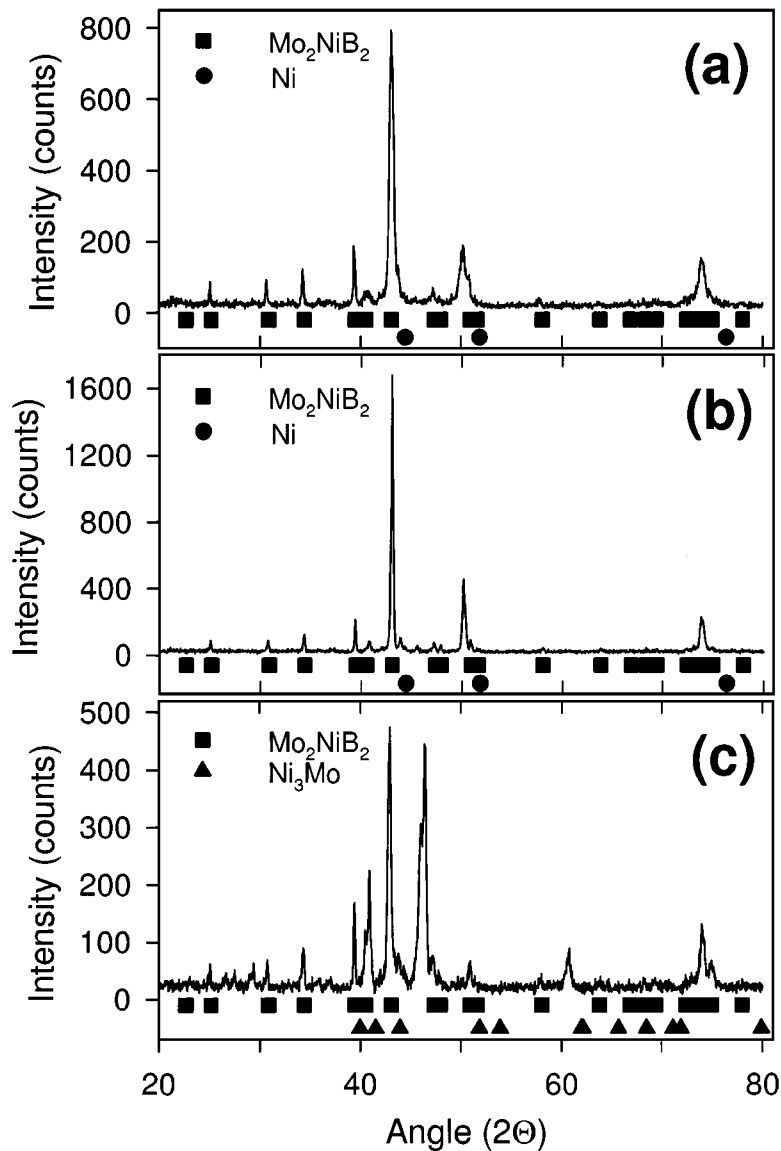 800
Mo₂NiB₂
(a)
Ni
600
400
200
0
Intensity (counts)
1600
Mo₂NiB₂
(b)
Ni
1200
800
400
0
Intensity (counts)
500
Mo₂NiB₂
(c)
Ni₃Mo
400
300
200
100
0
Intensity (counts)
20 40 60 80
Angle (2Θ)